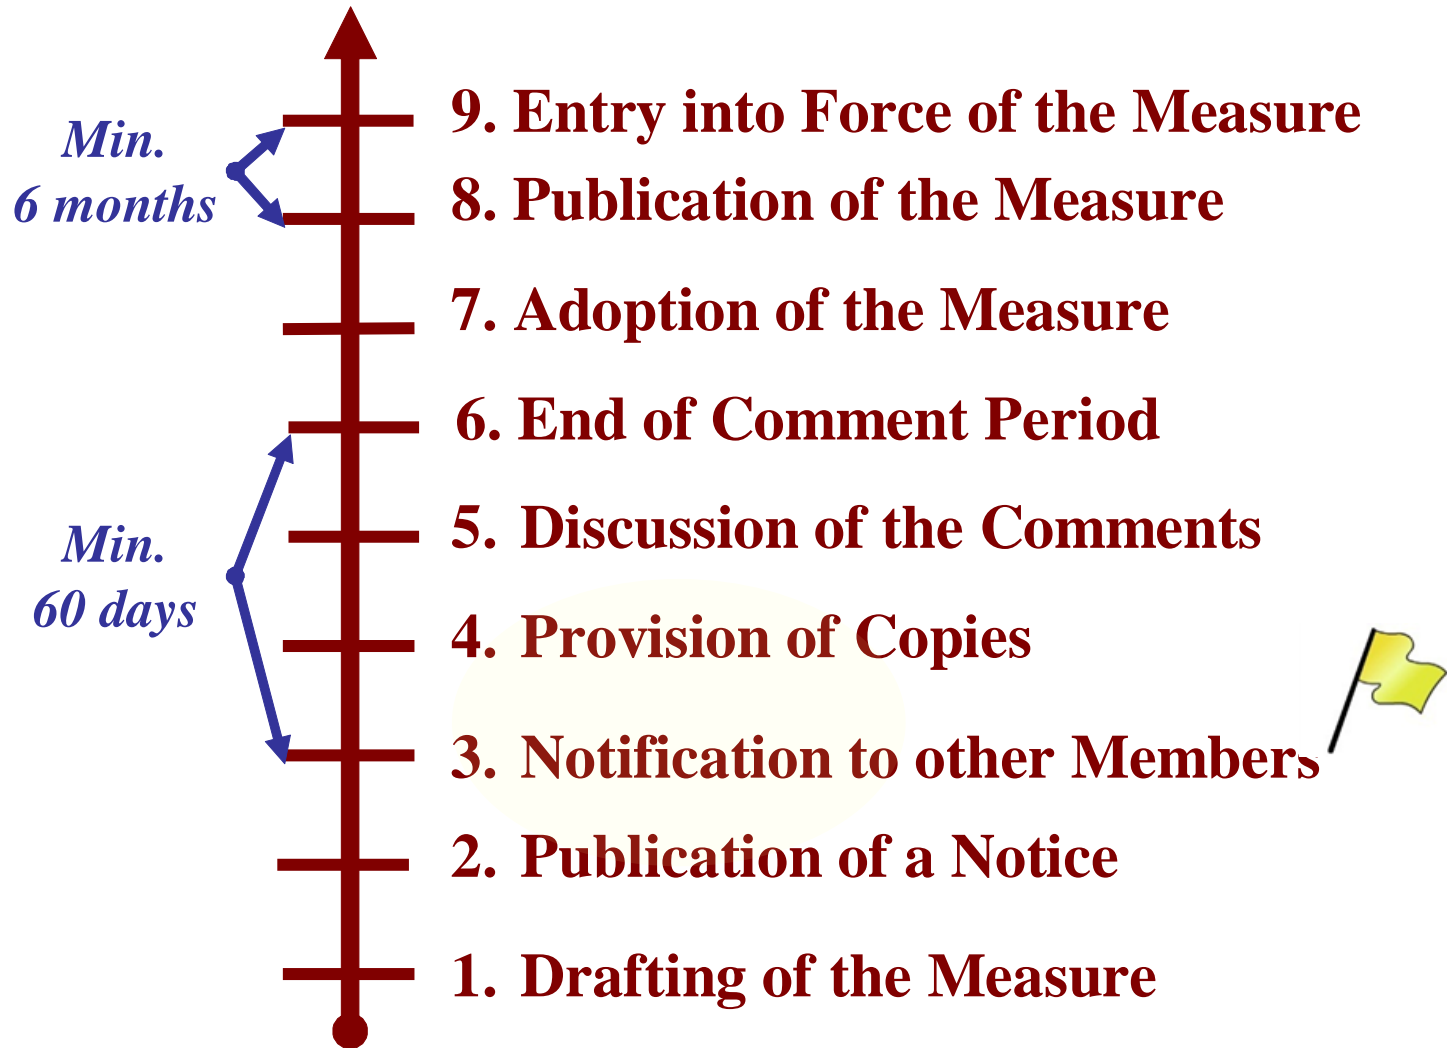 9. Entry into Force of the Measure
Min.
6 months
8. Publication of the Measure
7. Adoption of the Measure
6. End of Comment Period
5. Discussion of the Comments
Min.
60 days
4. Provision of Copies
3. Notification to other Members
2. Publication of a Notice
1. Drafting of the Measure